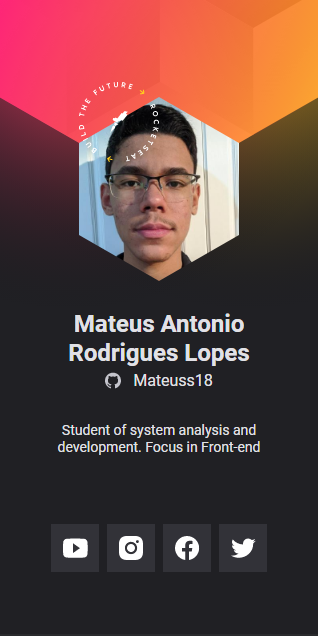 BUILD THE FUTURE → ROCKETSEAT →
Mateus Antonio
Rodrigues Lopes
Mateuss18
Student of system analysis and
development. Focus in Front-end